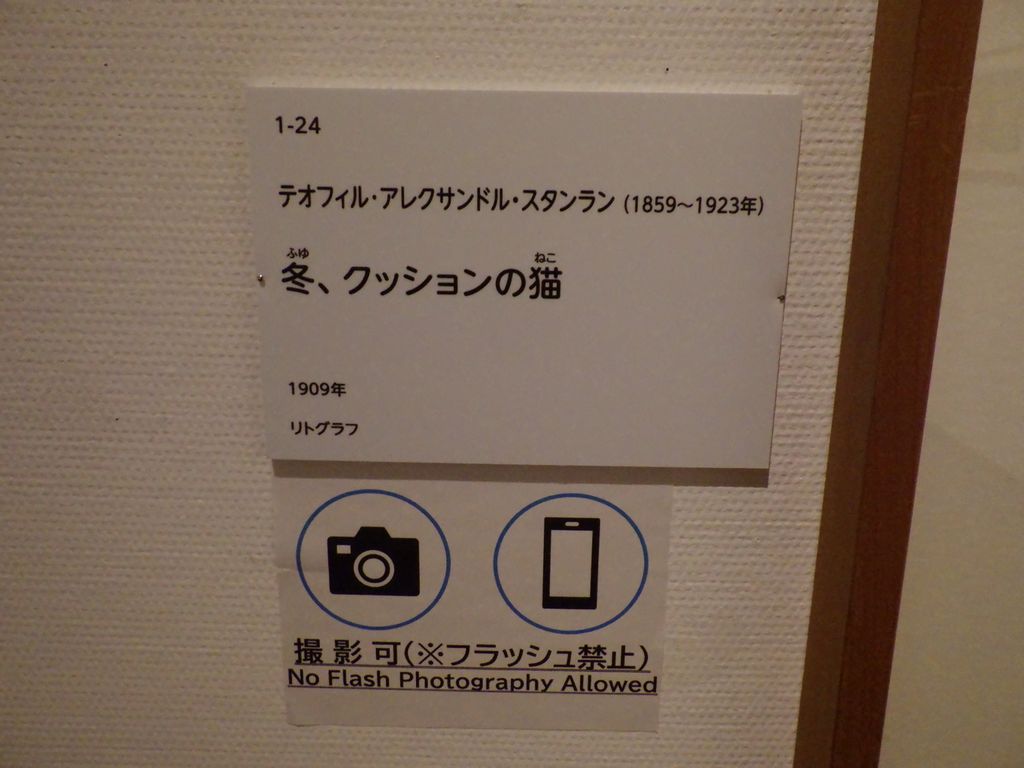 1-24
テオフィル・アレクサンドル・スタンラン (1859～1923年)
ふゆ ねこ
冬、クッションの猫
1909年
リトグラフ
撮 影 可(※フラッシュ禁止)
No Flash Photography Allowed